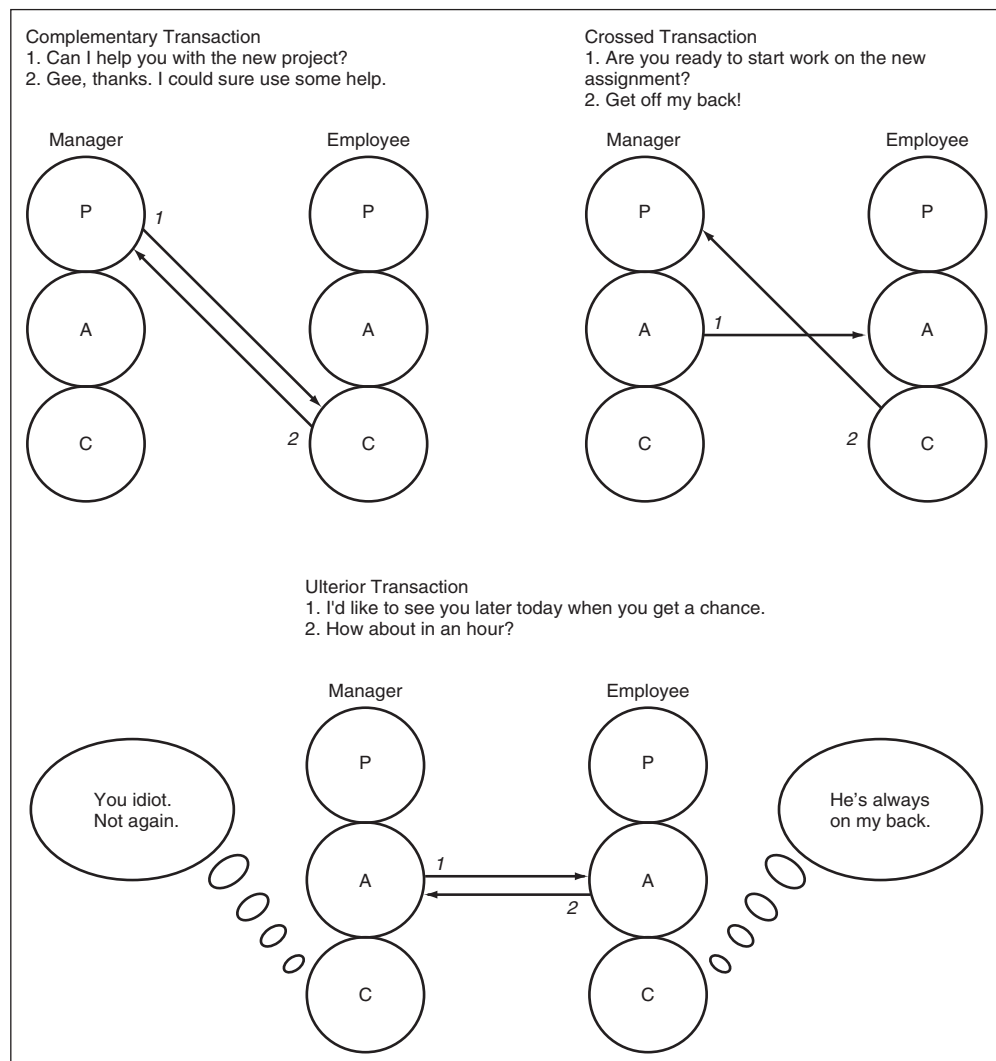 Complementary Transaction
1. Can I help you with the new project?
2. Gee, thanks. I could sure use some help.
Manager
Employee
P
P
1
A
A
2
C
C
Crossed Transaction
1. Are you ready to start work on the new
assignment?
2. Get off my back!
Manager
Employee
P
P
1
A
A
2
C
C
Ulterior Transaction
1. I'd like to see you later today when you get a chance.
2. How about in an hour?
Manager
Employee
P
P
You idiot.
Not again.
He's always
on my back.
1
A
A
2
C
C